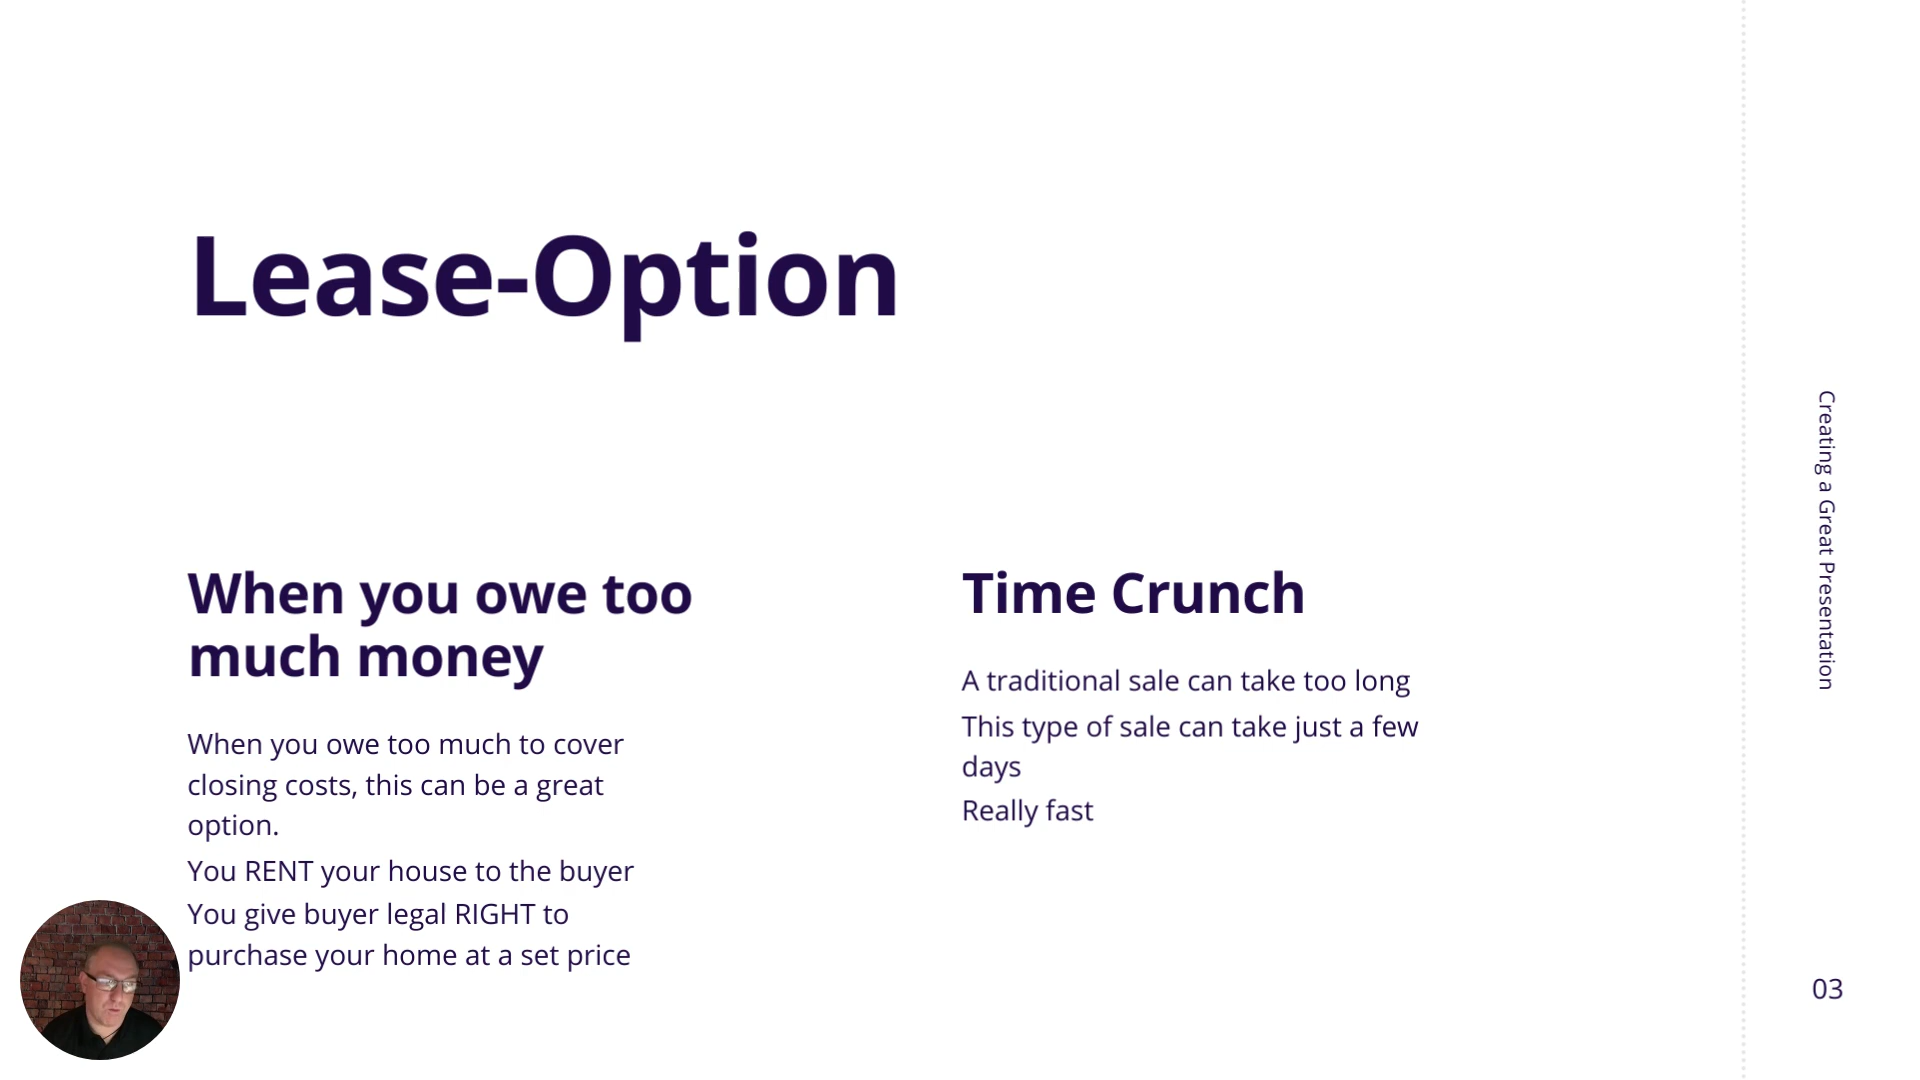 Lease-Option
When you owe too
much money
When you owe too much to cover
closing costs, this can be a great
option.
You RENT your house to the buyer
You give buyer legal RIGHT to
purchase your home at a set price
Time Crunch
A traditional sale can take too long
This type of sale can take just a few
days
Really fast
Creating a Great Presentation
03